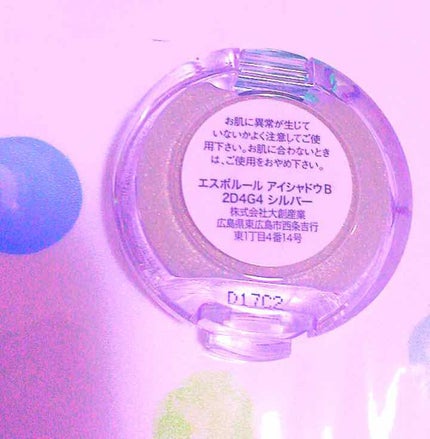 お肌に異常が生じて
いないかよく注意してご使
用下さい。お肌に合わないとき
は、ご使用をおやめ下さい。
エスポルール アイシャドウB
2D4G4 シルバー
株式会社大創産業
広島県東広島市西条吉行
東1丁目4番14号
D17C2